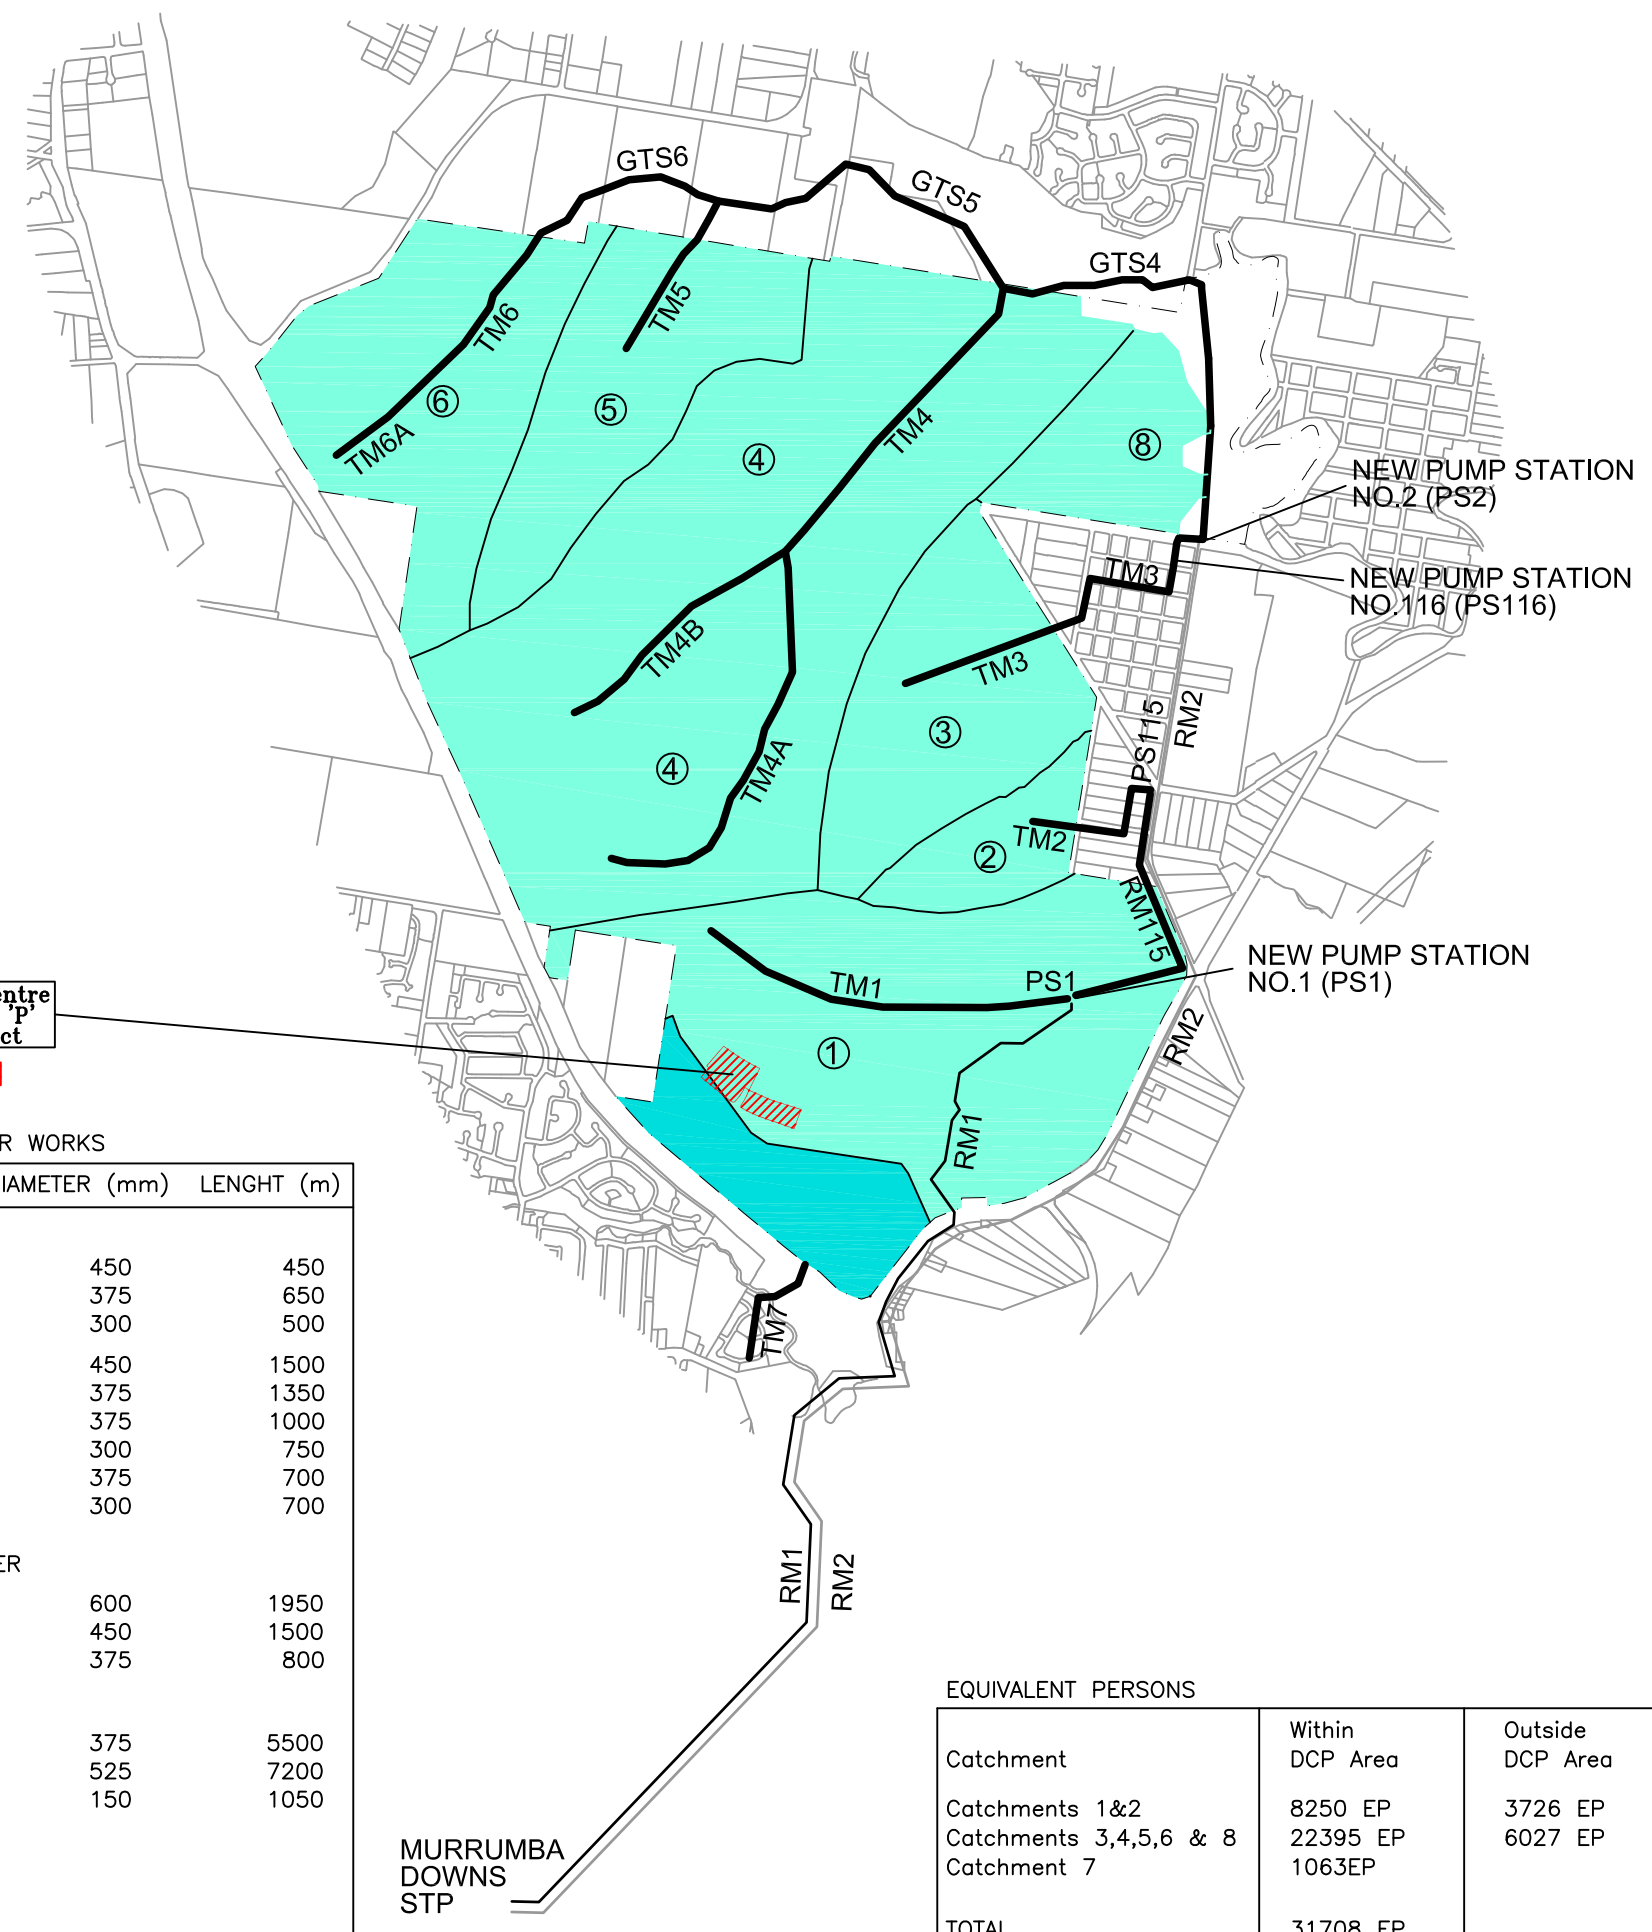 GTS6
GTS5
GTS4
TM5
TM6
TM4
TM6A
⑥
⑤
④
⑧
NEW PUMP STATION
NO.2 (PS2)
TM3
NEW PUMP STATION
NO.116 (PS116)
TM4B
TM3
PS115
RM2
③
④
TM4A
TM2
②
RM115
NEW PUMP STATION
NO.1 (PS1)
TM1
PS1
RM2
①
'P'
RM1
WORKS
(mm) LENGHT (m)
450 450
375 650
300 500
450 1500
375 1350
375 1000
300 750
375 700
300 700
600 1950
450 1500
375 800
375 5500
525 7200
150 1050
TM7
RM1
RM2
MURRUMBA
DOWNS
STP
EQUIVALENT PERSONS
Within Outside
Catchment DCP Area DCP Area
Catchments 1&2 8250 EP 3726 EP
Catchments 3,4,5,6 & 8 22395 EP 6027 EP
Catchment 7 1063EP
TOTAL 31708 EP